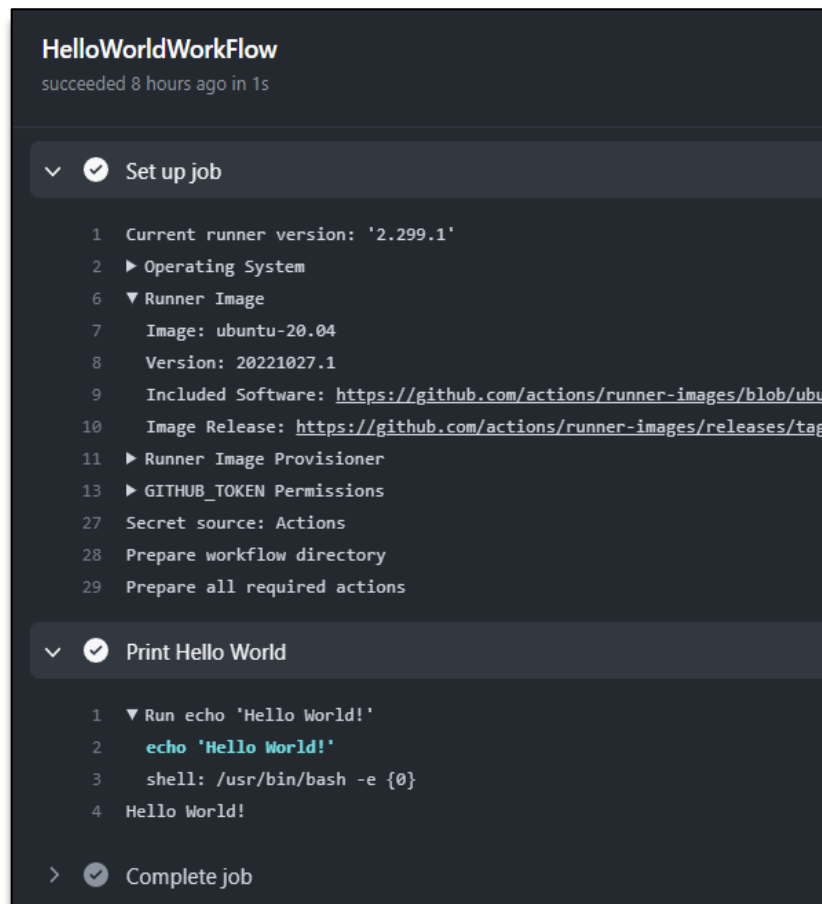 HelloWorldWorkFlow
succeeded 8 hours ago in 1s
Set up job
1 Current runner version: '2.299.1'
2 ▶ Operating System
6 ▼ Runner Image
7 Image: ubuntu-20.04
8 Version: 20221027.1
9 Included Software: https://github.com/actions/runner-images/blob/ubu
10 Image Release: https://github.com/actions/runner-images/releases/tag
11 ▶ Runner Image Provisioner
13 ▶ GITHUB_TOKEN Permissions
27 Secret source: Actions
28 Prepare workflow directory
29 Prepare all required actions
Print Hello World
1 ▼ Run echo 'Hello World!'
2 echo 'Hello World!'
3 shell: /usr/bin/bash -e {0}
4 Hello World!
Complete job